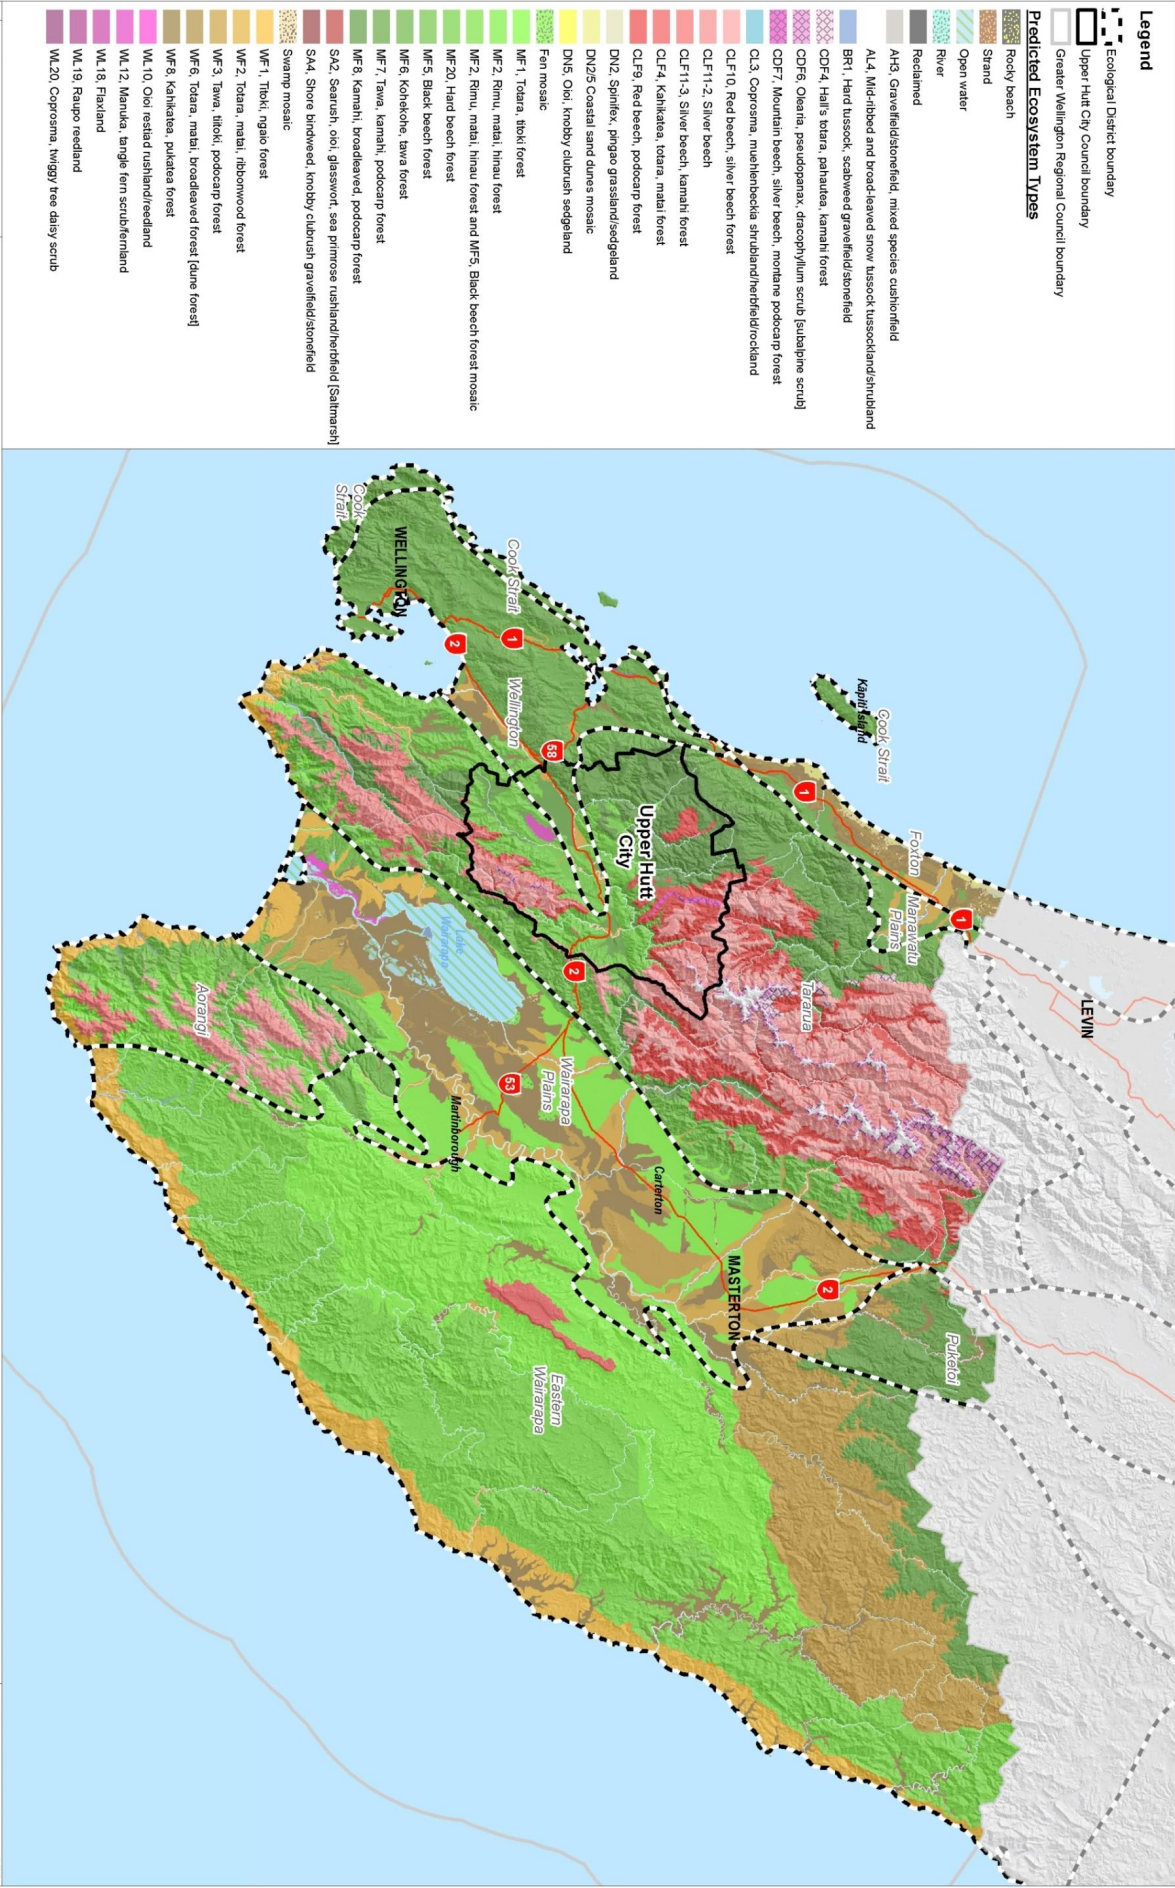 Legend
Ecological District boundary
Upper Hutt City Council boundary
Greater Wellington Regional Council boundary
Predicted Ecosystem Types
Rocky beach
Strand
Open water
River
Reclaimed
AH3, Gravelfield/stonefield, mixed species cushionfield
AL4, Mid-ribbed and broad-leaved snow tussock tussockland/shrubland
BR1, Hard tussock, scabweed gravelfield/stonefield
CDF4, Hall's totara, pahautea, kamahi forest
CDF6, Olearia, pseudopanax, dracophyllum scrub [subalpine scrub]
CDF7, Mountain beech, silver beech, montane podocarp forest
CL3, Coprosma, muehlenbeckia shrubland/herbfield/rockland
CLF10, Red beech, silver beech forest
CLF11-2, Silver beech
CLF11-3, Silver beech, kamahi forest
CLF4, Kahikatea, totara, matai forest
CLF9, Red beech, podocarp forest
DN2, Spinifex, pingao grassland/sedgeland
DN2/5 Coastal sand dunes mosaic
DN5, Oioi, knobby clubrush sedgeland
Fen mosaic
MF1, Totara, titoki forest
MF2, Rimu, matai, hinau forest
MF2, Rimu, matai, hinau forest and MF5, Black beech forest mosaic
MF20, Hard beech forest
MF5, Black beech forest
MF6, Kohekohe, tawa forest
MF7, Tawa, kamahi, podocarp forest
MF8, Kamahi, broadleaved, podocarp forest
SA2, Searush, oioi, glasswort, sea primrose rushland/herbfield [Saltmarsh]
SA4, Shore bindweed, knobby clubrush gravelfield/stonefield
Swamp mosaic
WF1, Titoki, ngaio forest
WF2, Totara, matai, ribbonwood forest
WF3, Tawa, titoki, podocarp forest
WF6, Totara, matai, broadleaved forest [dune forest]
WF8, Kahikatea, pukatea forest
WL10, Oioi restiad rushland/reedland
WL12, Manuka, tangle fern scrub/fernland
WL18, Flaxland
WL19, Raupo reedland
WL20, Coprosma, twiggy tree daisy scrub
LEVIN
1
Manawatu
Plains
Foxton
Cook Strait
Kāpiti Island
1
Tararua
Puketoi
2
MASTERTON
Upper Hutt
City
Carterton
2
58
Wairarapa
Plains
Cook Strait
1
Wellington
53
Eastern
Wairarapa
2
Martinborough
Lake
Wairarapa
WELLINGTON
Cook
Strait
Aorangi